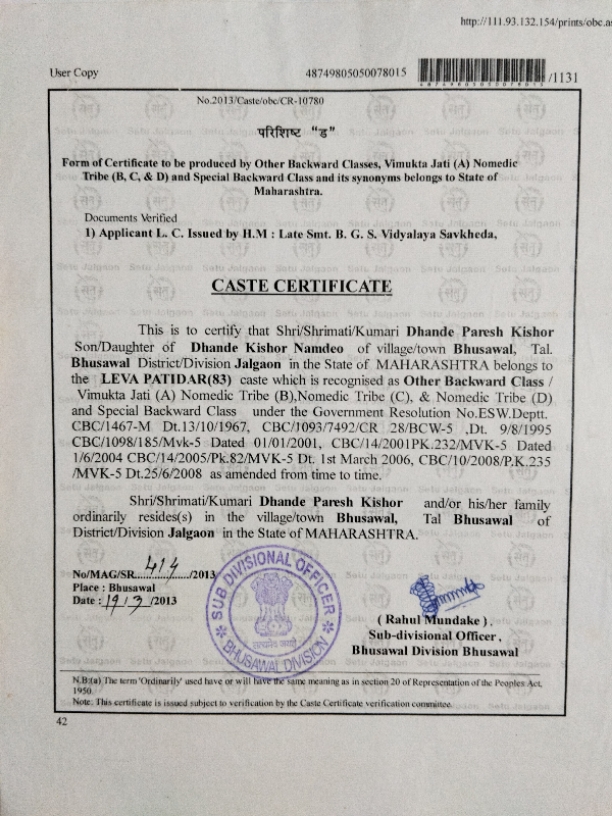 http://111.93.132.154/prints/obc.as
User Copy
48749805050078015
/1131
No.2013/Caste/obc/CR-10780
परिशिष्ट "ड"
Form of Certificate to be produced by Other Backward Classes, Vimukta Jati (A) Nomedic
Tribe (B, C, & D) and Special Backward Class and its synonyms belongs to State of
Maharashtra.
Documents Verified
1) Applicant L. C. Issued by H.M : Late Smt. B. G. S. Vidyalaya Savkheda,
CASTE CERTIFICATE
This is to certify that Shri/Shrimati/Kumari Dhande Paresh Kishor
Son/Daughter of Dhande Kishor Namdeo of village/town Bhusawal, Tal.
Bhusawal District/Division Jalgaon in the State of MAHARASHTRA belongs to
the LEVA PATIDAR(83) caste which is recognised as Other Backward Class /
Vimukta Jati (A) Nomedic Tribe (B),Nomedic Tribe (C), & Nomedic Tribe (D)
and Special Backward Class under the Government Resolution No.ESW.Deptt.
CBC/1467-M Dt.13/10/1967, CBC/1093/7492/CR 28/BCW-5 ,Dt. 9/8/1995
CBC/1098/185/Mvk-5 Dated 01/01/2001, CBC/14/2001PK.232/MVK-5 Dated
1/6/2004 CBC/14/2005/Pk.82/MVK-5 Dt. 1st March 2006, CBC/10/2008/P.K.235
/MVK-5 Dt.25/6/2008 as amended from time to time.
Shri/Shrimati/Kumari Dhande Paresh Kishor and/or his/her family
ordinarily resides(s) in the village/town Bhusawal, Tal Bhusawal of
District/Division Jalgaon in the State of MAHARASHTRA.
No/MAG/SR....414..../2013
Place : Bhusawal
Date : 19/3/2013
SUB DIVISIONAL OFFICER
BHUSAWAL DIVISION
( Rahul Mundake ) ,
Sub-divisional Officer ,
Bhusawal Division Bhusawal
N.B:(a) The term 'Ordinarily' used have or will have the same meaning as in section 20 of Representation of the Peoples Act,
1950.
Note: This certificate is issued subject to verification by the Caste Certificate verification committee.
42